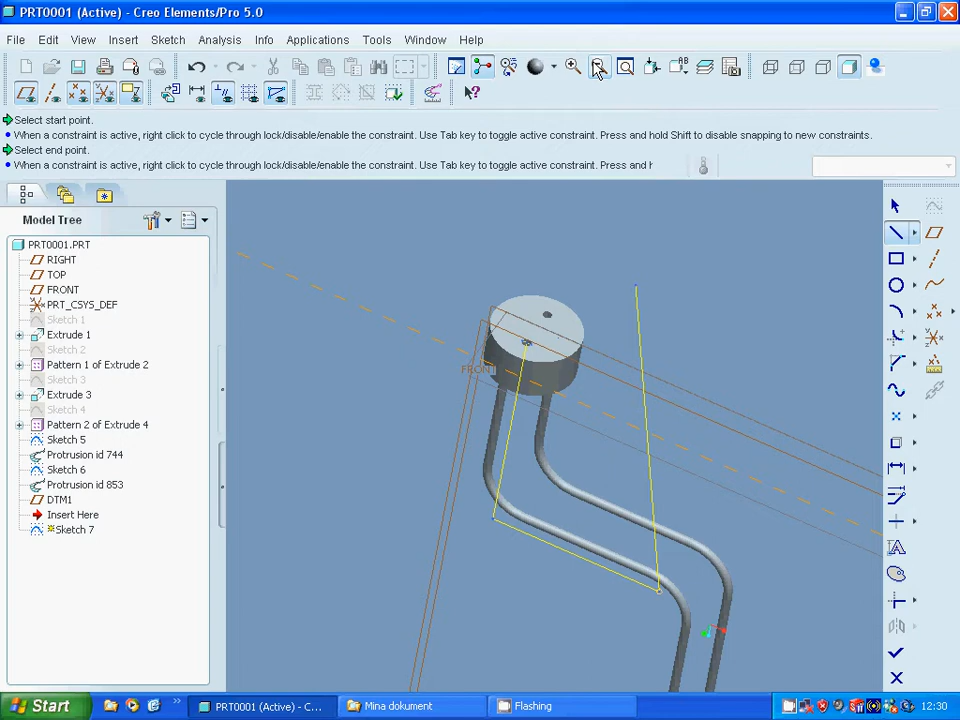 PRT0001 (Active) - Creo Elements/Pro 5.0
File Edit View Insert Sketch Analysis Info Applications Tools Window Help
Select start point.
When a constraint is active, right click to cycle through lock/disable/enable the constraint. Use Tab key to toggle active constraint. Press and hold Shift to disable snapping to new constraints.
Select end point.
When a constraint is active, right click to cycle through lock/disable/enable the constraint. Use Tab key to toggle active constraint. Press and h
Model Tree
PRT0001.PRT
RIGHT
TOP
FRONT
PRT_CSYS_DEF
Sketch 1
Extrude 1
Sketch 2
Pattern 1 of Extrude 2
Sketch 3
Extrude 3
Sketch 4
Pattern 2 of Extrude 4
Sketch 5
Protrusion id 744
Sketch 6
Protrusion id 853
DTM1
Insert Here
Sketch 7
FRONT
Start
PRT0001 (Active) - C...
Mina dokument
Flashing
12:30